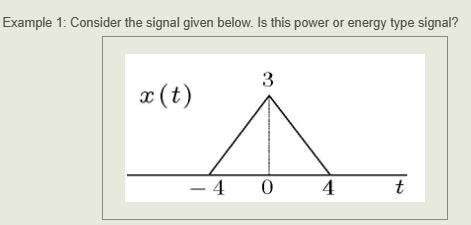 Example 1: Consider the signal given below. Is this power or energy type signal?
3
x(t)
– 4 0 4 t